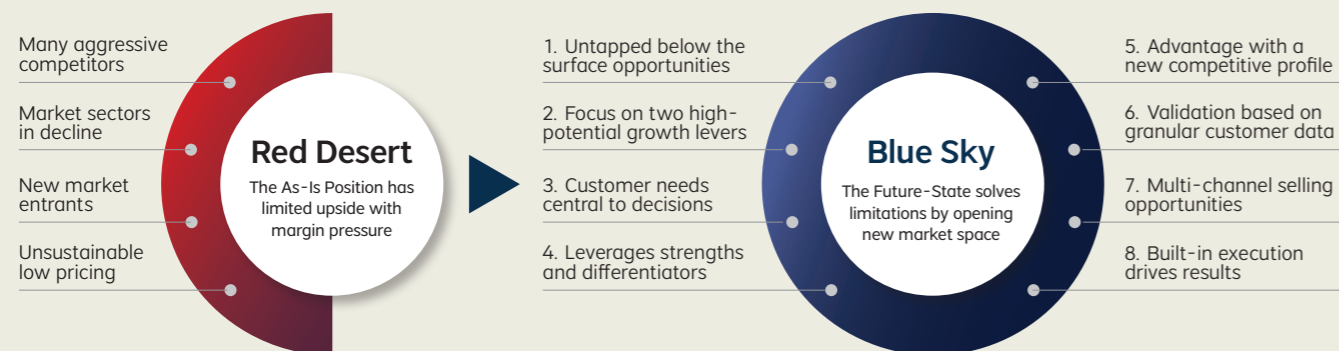 Many aggressive
competitors
Market sectors
in decline
New market
entrants
Unsustainable
low pricing
Red Desert
The As-Is Position has
limited upside with
margin pressure
1. Untapped below the
surface opportunities
2. Focus on two high-
potential growth levers
3. Customer needs
central to decisions
4. Leverages strengths
and differentiators
Blue Sky
The Future-State solves
limitations by opening
new market space
5. Advantage with a
new competitive profile
6. Validation based on
granular customer data
7. Multi-channel selling
opportunities
8. Built-in execution
drives results